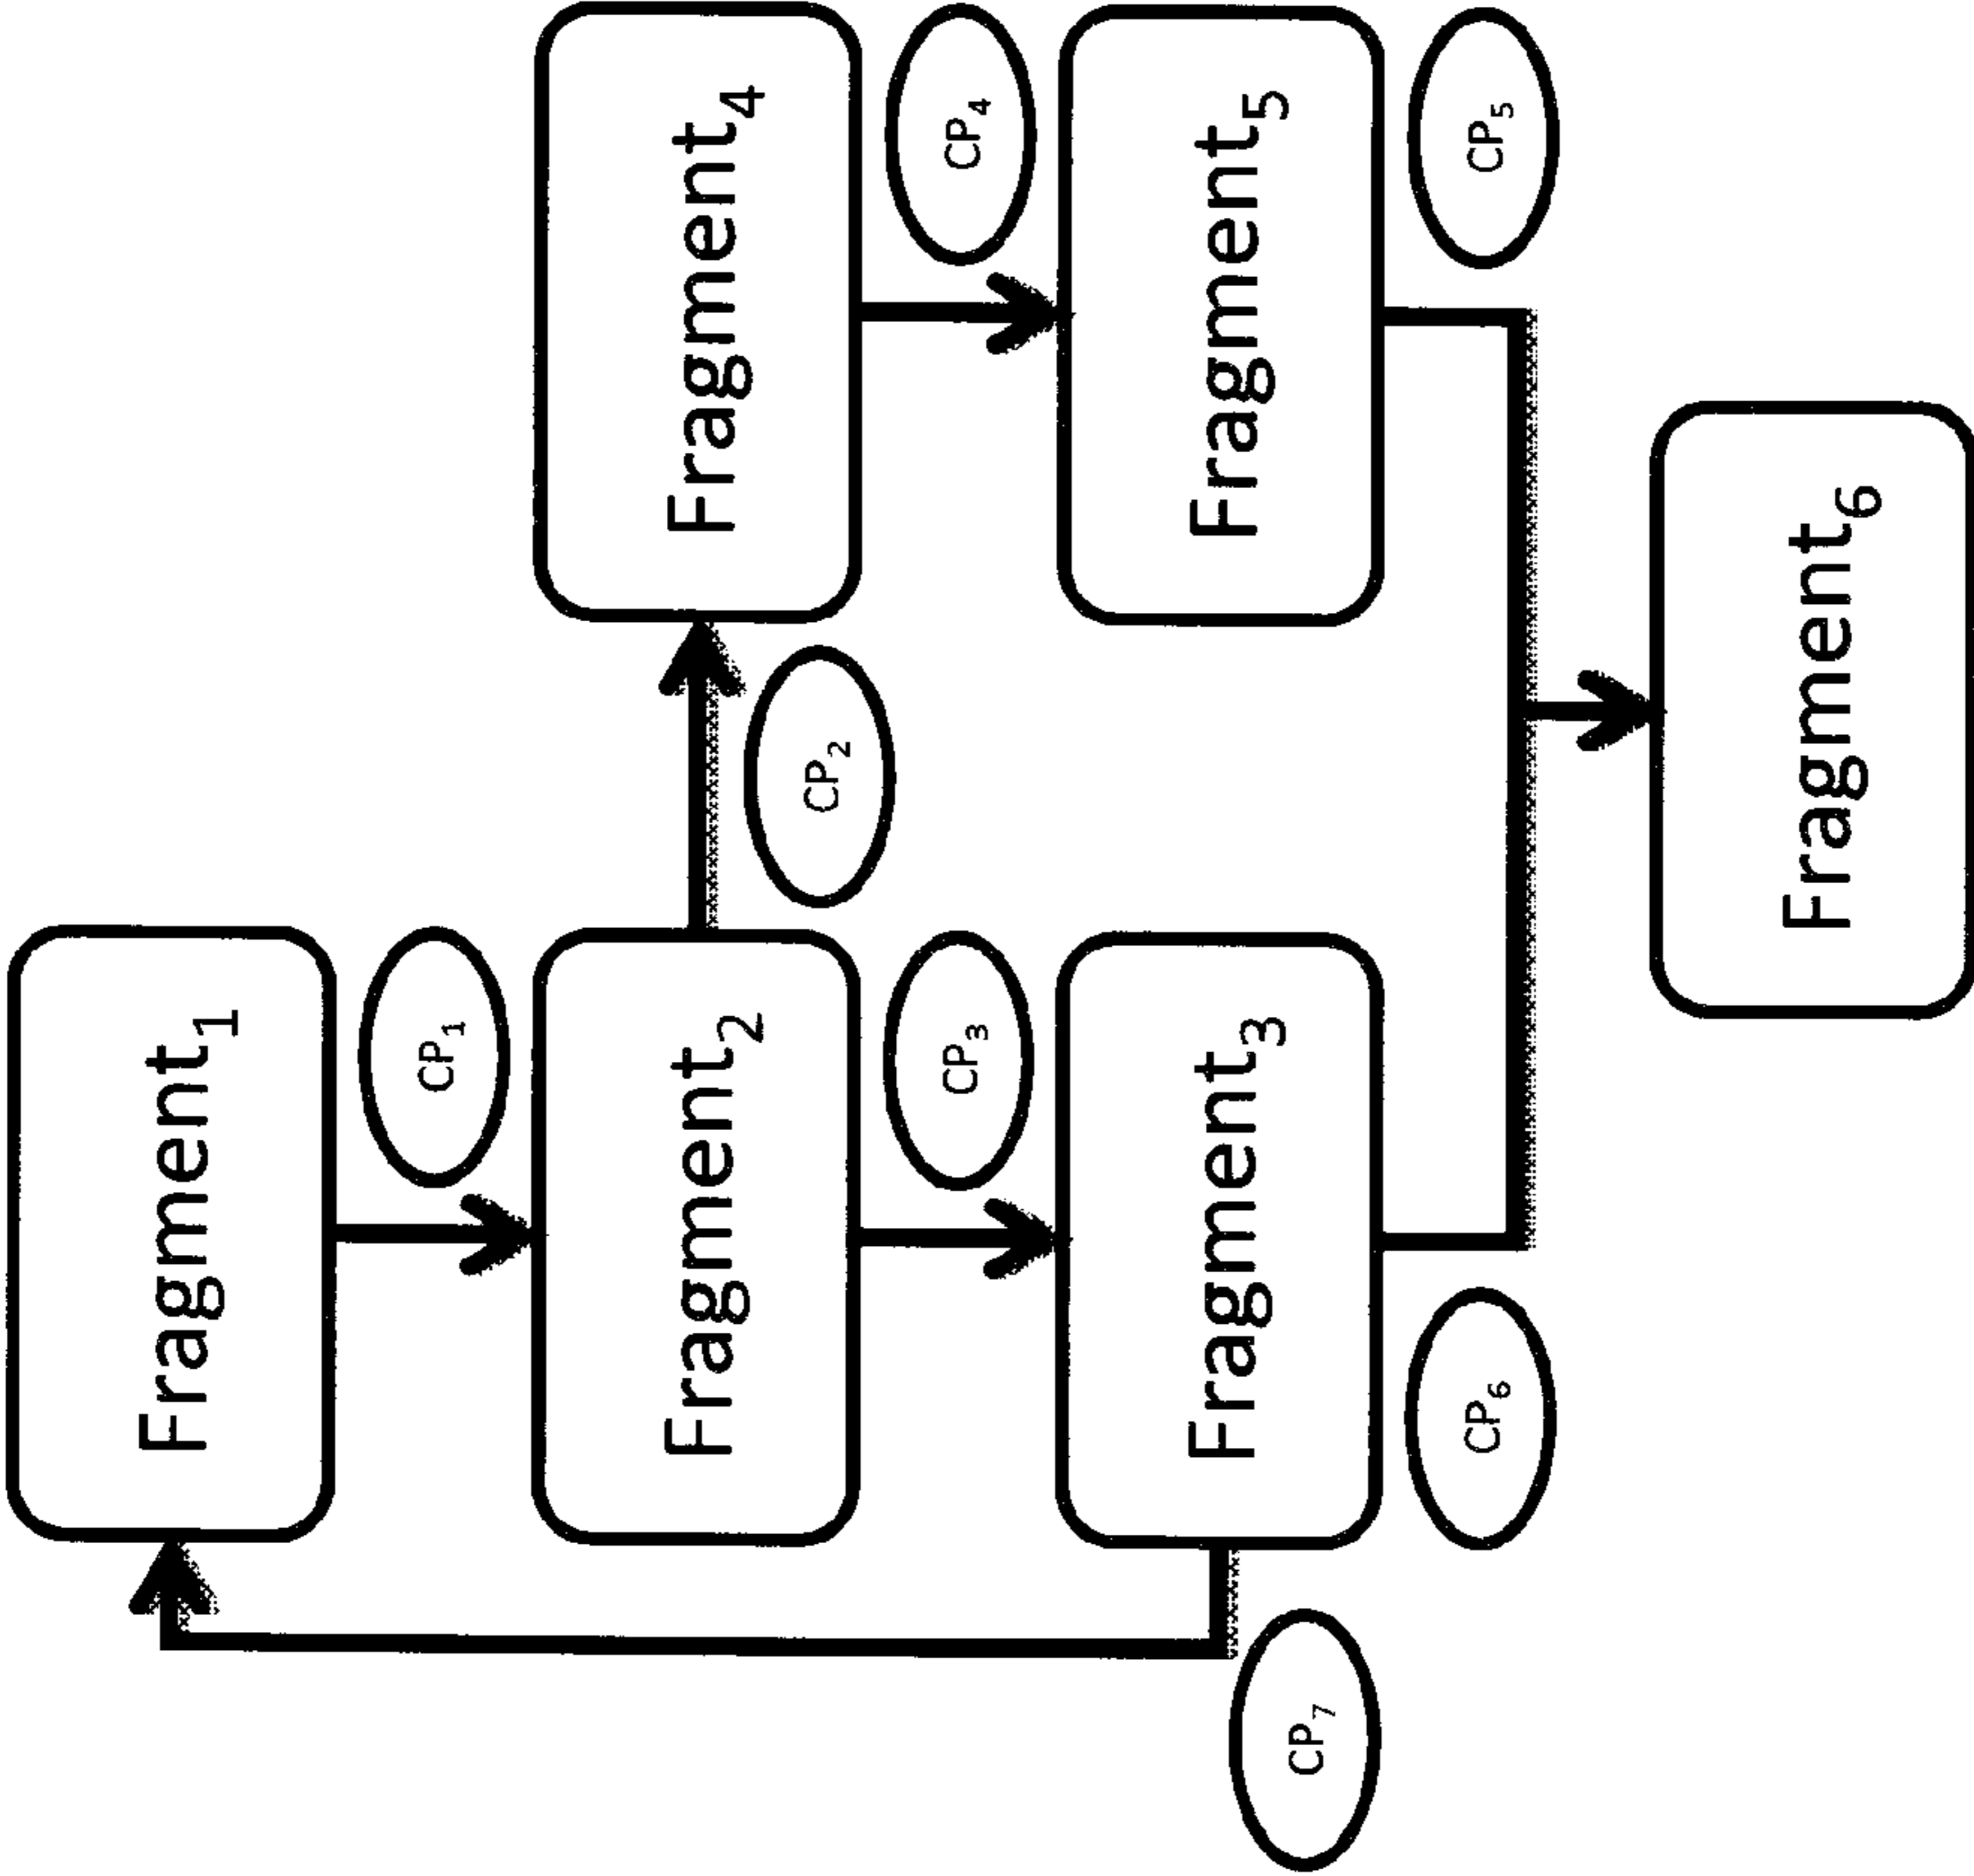 Fragment₁
CP₁
Fragment₂
CP₂
Fragment₄
CP₃
CP₄
Fragment₃
Fragment₅
CP₇
CP₆
CP₅
Fragment₆